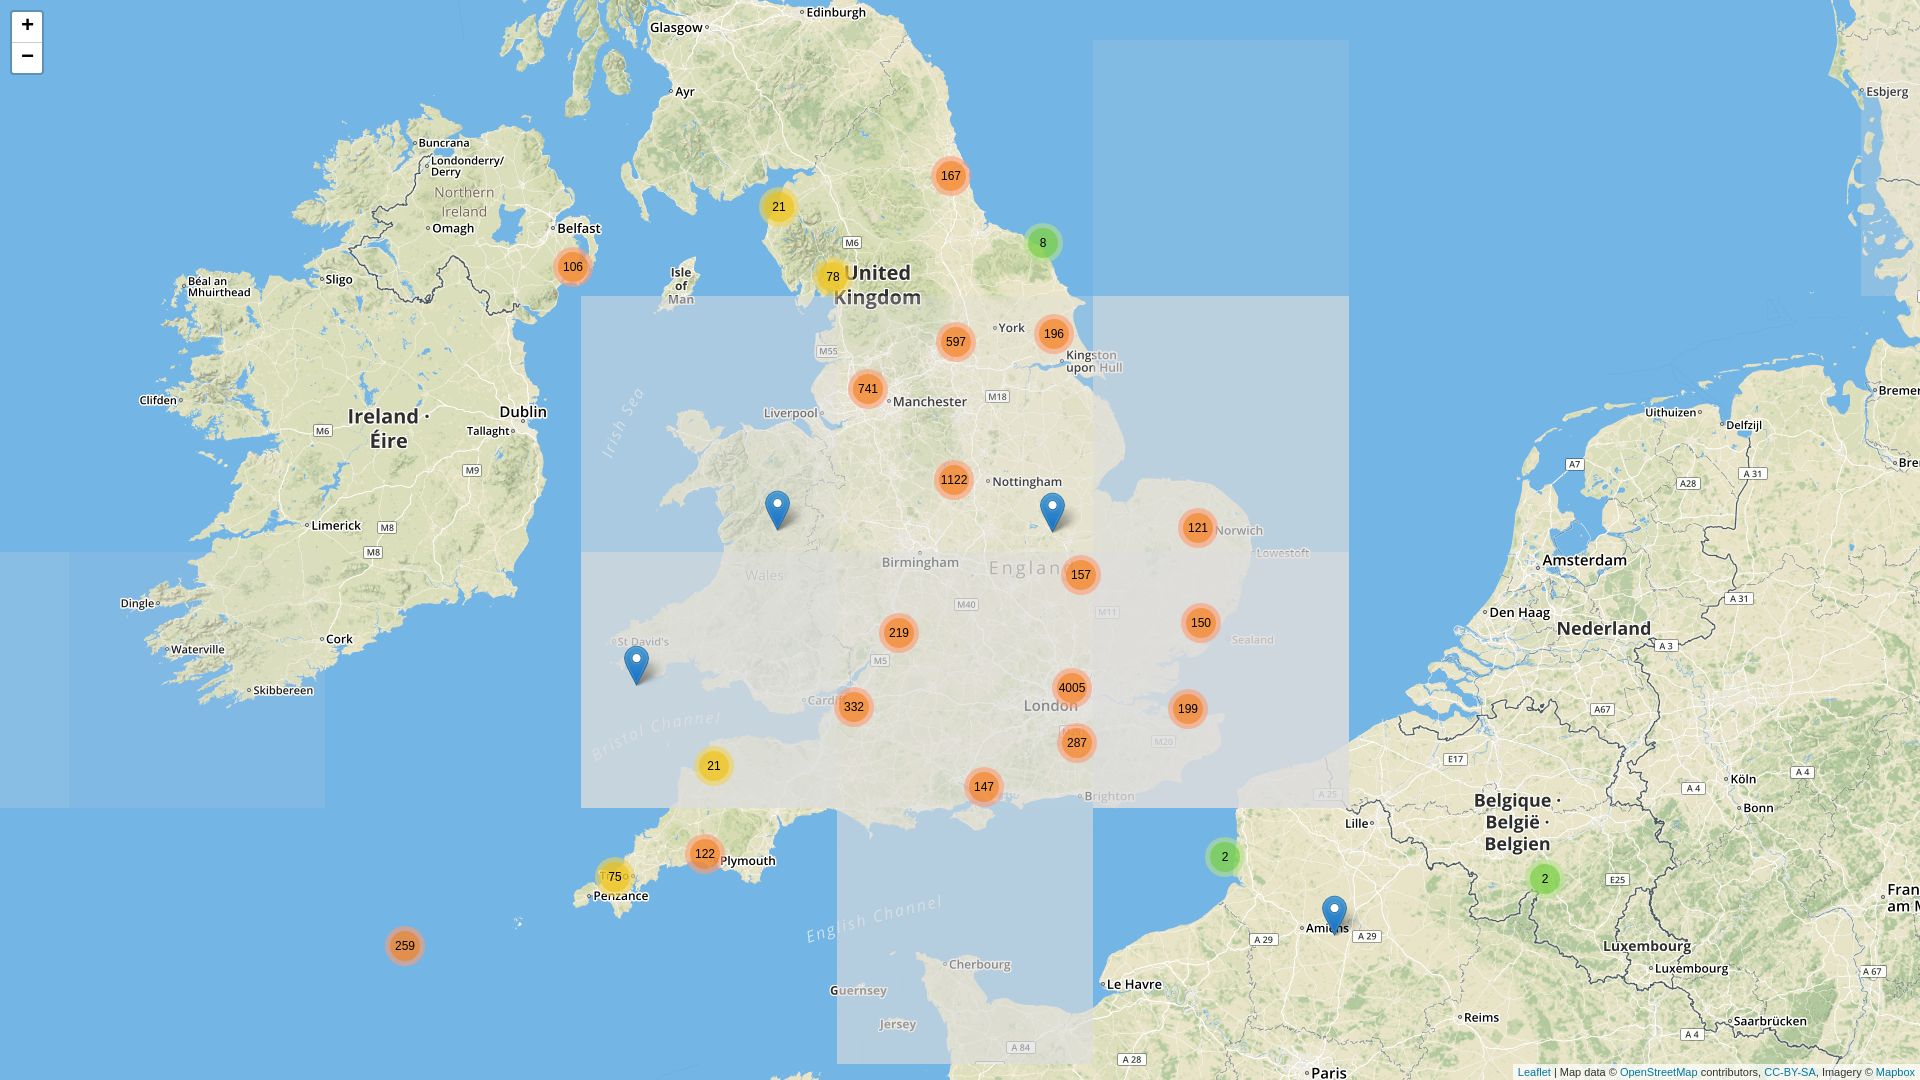 +
−
Edinburgh
Glasgow
Ayr
Esbjerg
Buncrana
Londonderry/
Derry
Northern
Ireland
Omagh
Belfast
167
21
8
M6
106
78
United
Kingdom
Isle
of
Man
Sligo
Béal an
Mhuirthead
York
196
597
M55
Kingston
upon Hull
741
Manchester
M18
Liverpool
Irish Sea
Clifden
Ireland ·
Éire
Dublin
Tallaght
M6
M9
Uithuizen
Delfzijl
A7
A 31
A28
1122
Nottingham
Limerick
M8
M8
121
Norwich
Lowestoft
Birmingham
Wales
157
Amsterdam
A 31
Dingle
M40
M11
Den Haag
Nederland
Cork
Waterville
St David's
219
150
Sealand
A 3
M5
Skibbereen
4005
London
332
199
A67
Bristol Channel
287
M20
E17
21
147
Brighton
A 25
Köln
A 4
A 4
Bonn
Belgique ·
België ·
Belgien
Lille
122
Plymouth
75
Penzance
2
2
E25
English Channel
Amiens
A 29
A 29
259
Luxembourg
Luxembourg
Cherbourg
Le Havre
A 67
Guernsey
Jersey
Reims
Saarbrücken
A 4
A 84
A 28
Paris
Leaflet | Map data © OpenStreetMap contributors, CC-BY-SA, Imagery © Mapbox